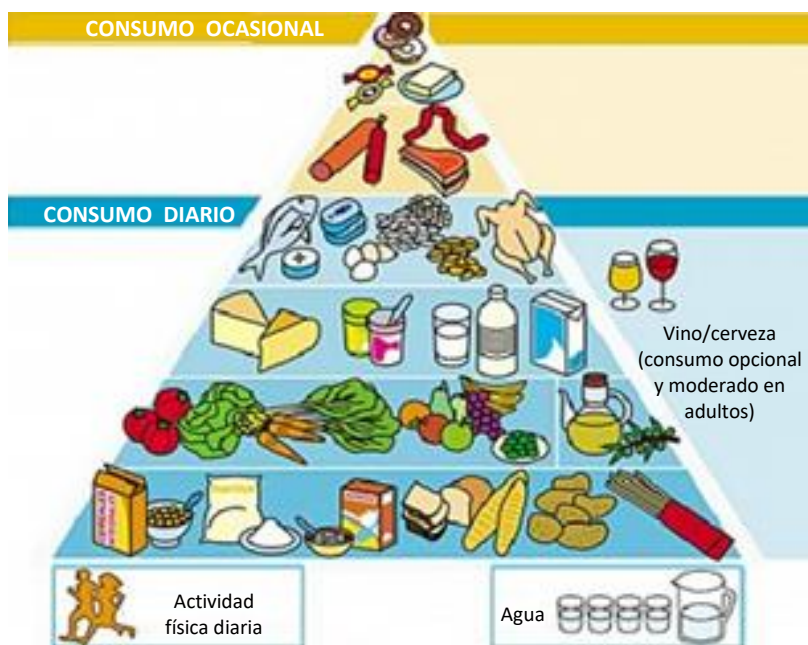 CONSUMO OCASIONAL
CONSUMO DIARIO
Vino/cerveza
(consumo opcional
y moderado en
adultos)
Actividad
física diaria
Agua